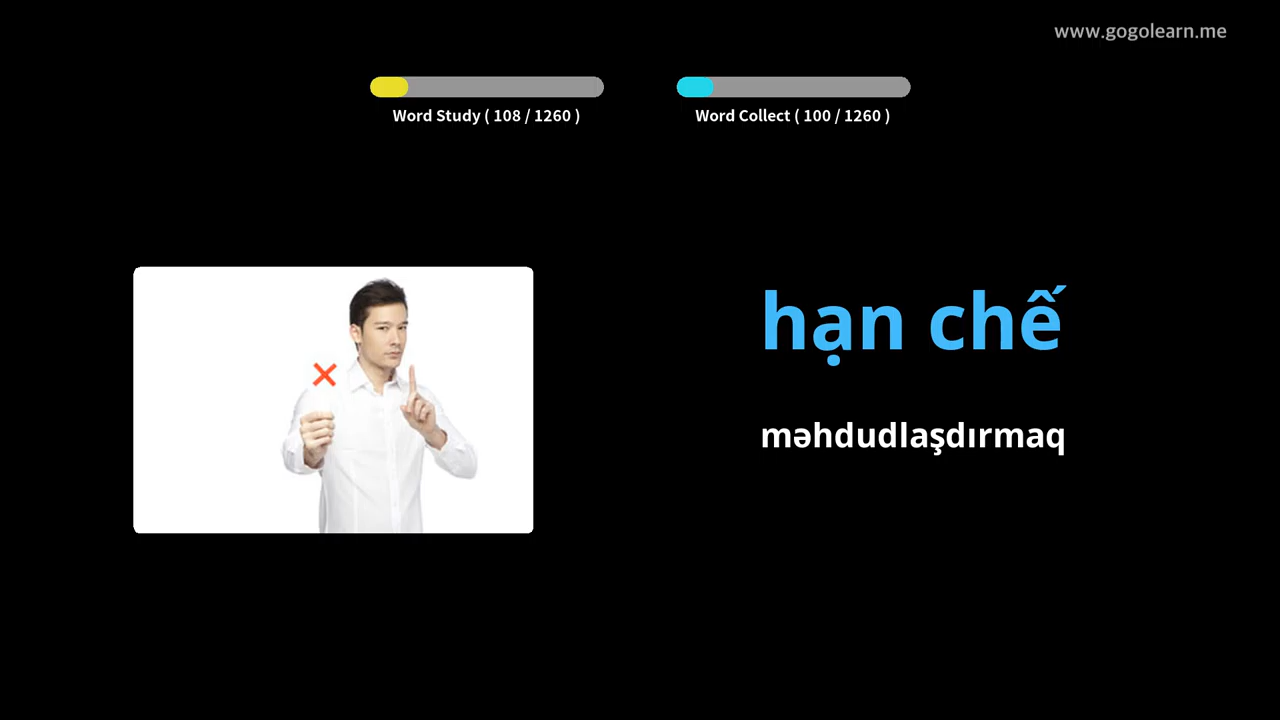 www.gogolearn.me
Word Study ( 108 / 1260 )
Word Collect ( 100 / 1260 )
hạn chế
məhdudlaşdırmaq